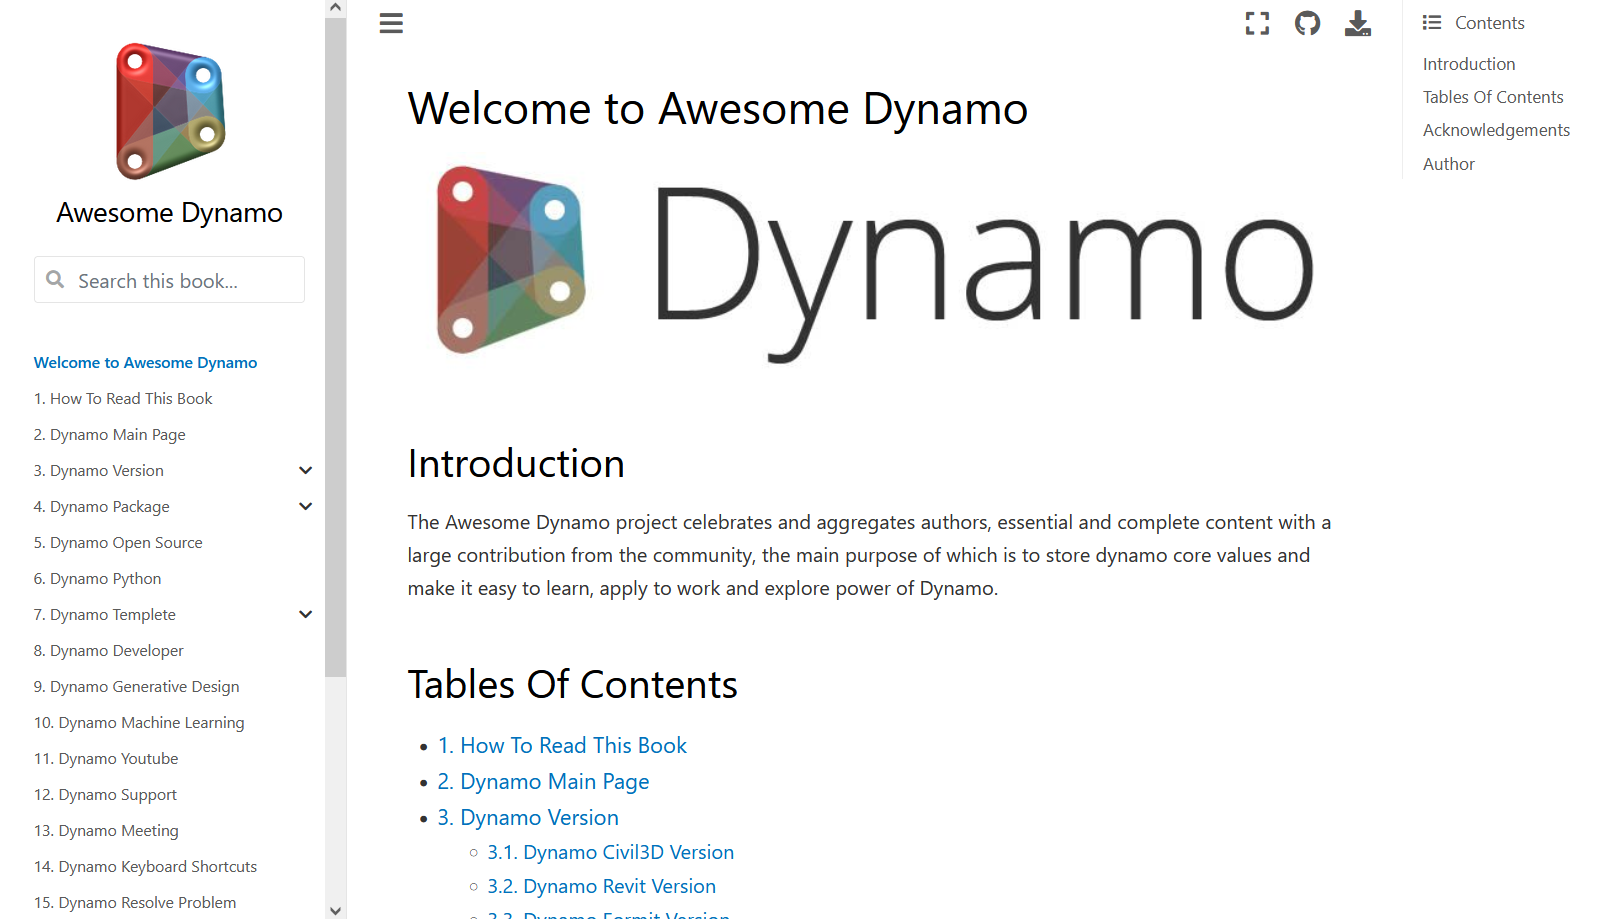 Awesome Dynamo
Search this book...
Welcome to Awesome Dynamo
1. How To Read This Book
2. Dynamo Main Page
3. Dynamo Version
4. Dynamo Package
5. Dynamo Open Source
6. Dynamo Python
7. Dynamo Templete
8. Dynamo Developer
9. Dynamo Generative Design
10. Dynamo Machine Learning
11. Dynamo Youtube
12. Dynamo Support
13. Dynamo Meeting
14. Dynamo Keyboard Shortcuts
15. Dynamo Resolve Problem
Welcome to Awesome Dynamo
Dynamo
Introduction
The Awesome Dynamo project celebrates and aggregates authors, essential and complete content with a
large contribution from the community, the main purpose of which is to store dynamo core values and
make it easy to learn, apply to work and explore power of Dynamo.
Tables Of Contents
1. How To Read This Book
2. Dynamo Main Page
3. Dynamo Version
3.1. Dynamo Civil3D Version
3.2. Dynamo Revit Version
3.3. Dynamo Formit Version
Contents
Introduction
Tables Of Contents
Acknowledgements
Author